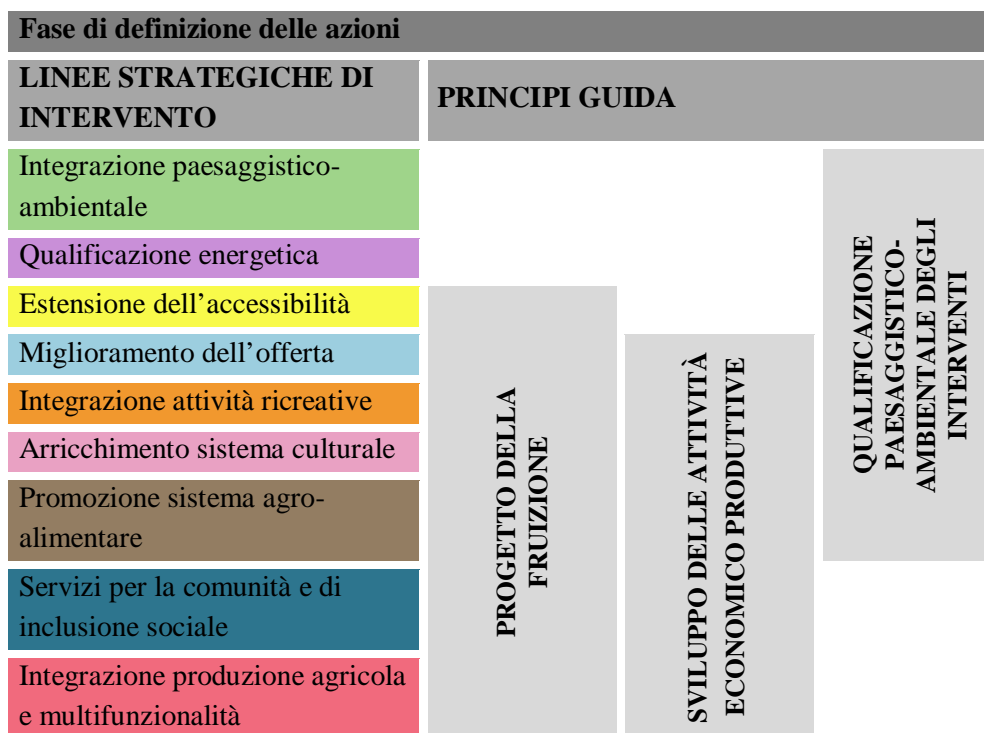 Fase di definizione delle azioni
LINEE STRATEGICHE DI
INTERVENTO
PRINCIPI GUIDA
Integrazione paesaggistico-
ambientale
Qualificazione energetica
Estensione dell’accessibilità
Miglioramento dell’offerta
Integrazione attività ricreative
Arricchimento sistema culturale
Promozione sistema agro-
alimentare
Servizi per la comunità e di
inclusione sociale
Integrazione produzione agricola
e multifunzionalità
PROGETTO DELLA
FRUIZIONE
SVILUPPO DELLE ATTIVITÀ
ECONOMICO PRODUTTIVE
QUALIFICAZIONE
PAESAGGISTICO-
AMBIENTALE DEGLI
INTERVENTI